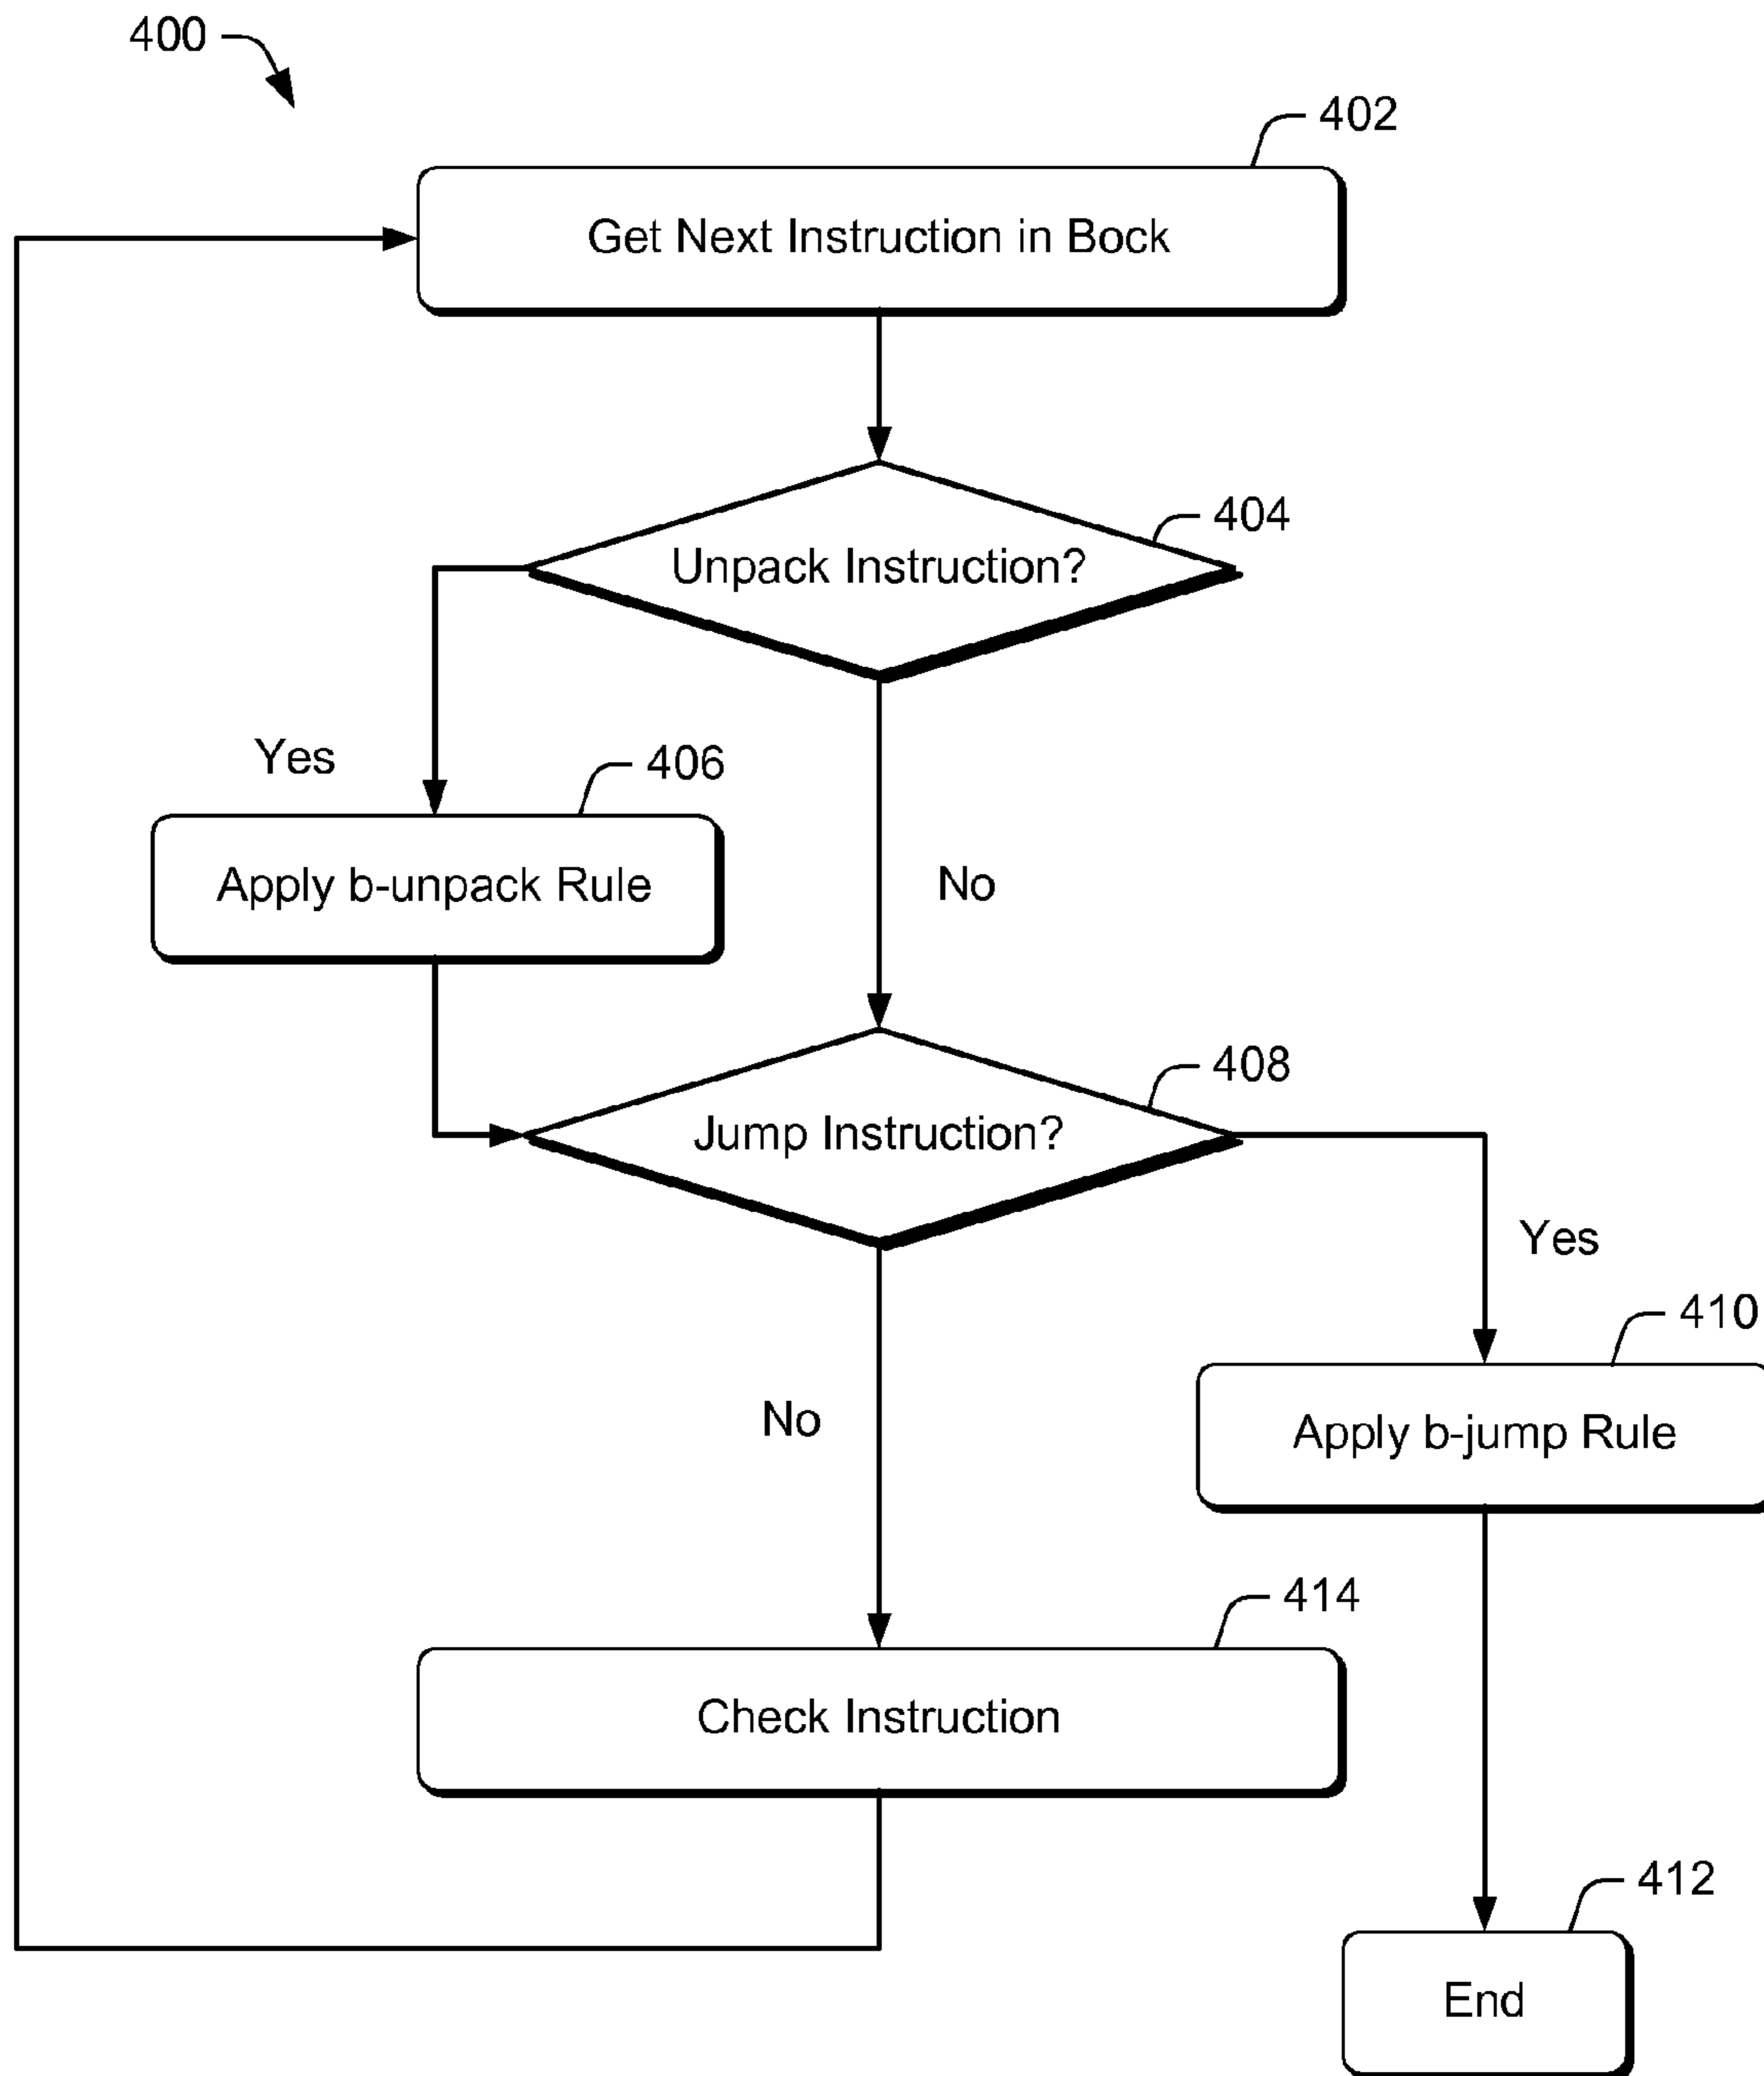 400
402
Get Next Instruction in Bock
404
Unpack Instruction?
Yes
406
Apply b-unpack Rule
No
408
Jump Instruction?
Yes
410
No
Apply b-jump Rule
414
Check Instruction
412
End